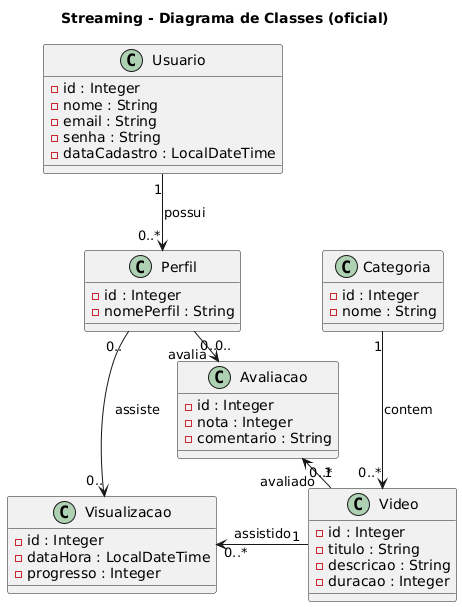 Streaming - Diagrama de Classes (oficial)
C Usuario
id : Integer
nome : String
email : String
senha : String
dataCadastro : LocalDateTime
1
possui
0..*
C Perfil
id : Integer
nomePerfil : String
C Categoria
id : Integer
nome : String
0..
avalia
0..0..
1
C Avaliacao
id : Integer
nota : Integer
comentario : String
assiste
contem
0..
avaliado
0..*
C Visualizacao
id : Integer
dataHora : LocalDateTime
progresso : Integer
assistido
1
0..*
C Video
id : Integer
titulo : String
descricao : String
duracao : Integer